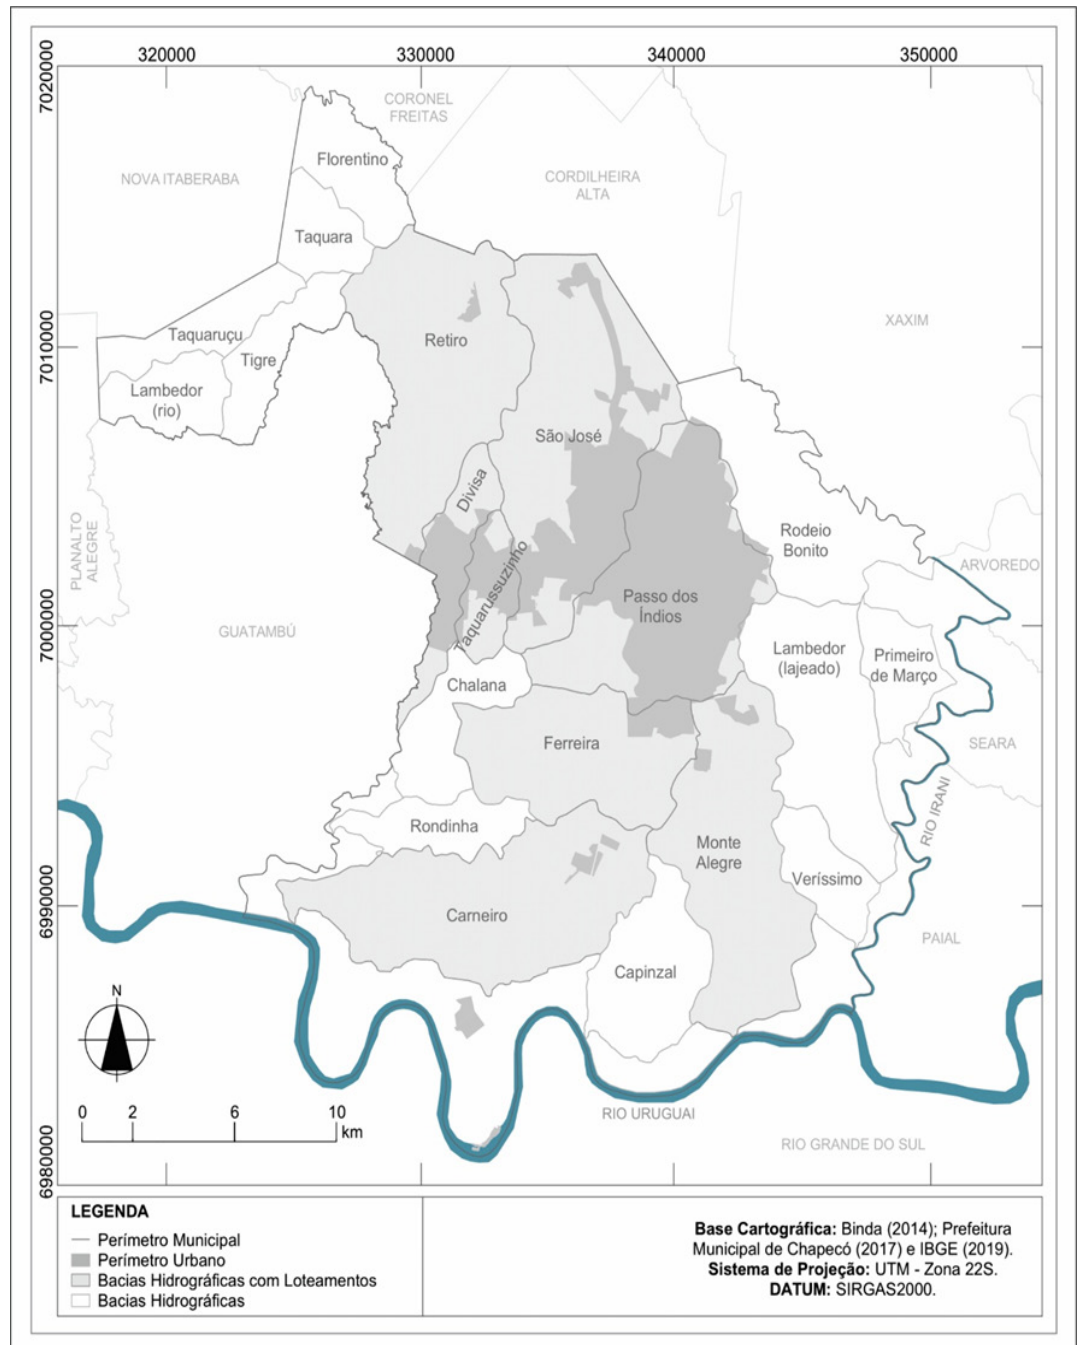 320000
330000
340000
350000
7020000
7010000
7000000
6990000
6980000
CORONEL
FREITAS
NOVA ITABERABA
CORDILHEIRA
ALTA
Florentino
Taquara
XAXIM
Taquaruçu
Tigre
Retiro
Lambedor
(rio)
São José
Divisa
PLANALTO
ALEGRE
Rodeio
Bonito
ARVOREDO
Taquarussuzinho
Passo dos
Índios
GUATAMBÚ
Lambedor
(lajeado)
Primeiro
de Março
Chalana
Ferreira
SEARA
RIO IRANI
Rondinha
Monte
Alegre
Veríssimo
Carneiro
PAIAL
Capinzal
N
0
2
6
10
km
RIO URUGUAI
RIO GRANDE DO SUL
LEGENDA
Perímetro Municipal
Perímetro Urbano
Bacias Hidrográficas com Loteamentos
Bacias Hidrográficas
Base Cartográfica: Binda (2014); Prefeitura
Municipal de Chapecó (2017) e IBGE (2019).
Sistema de Projeção: UTM - Zona 22S.
DATUM: SIRGAS2000.